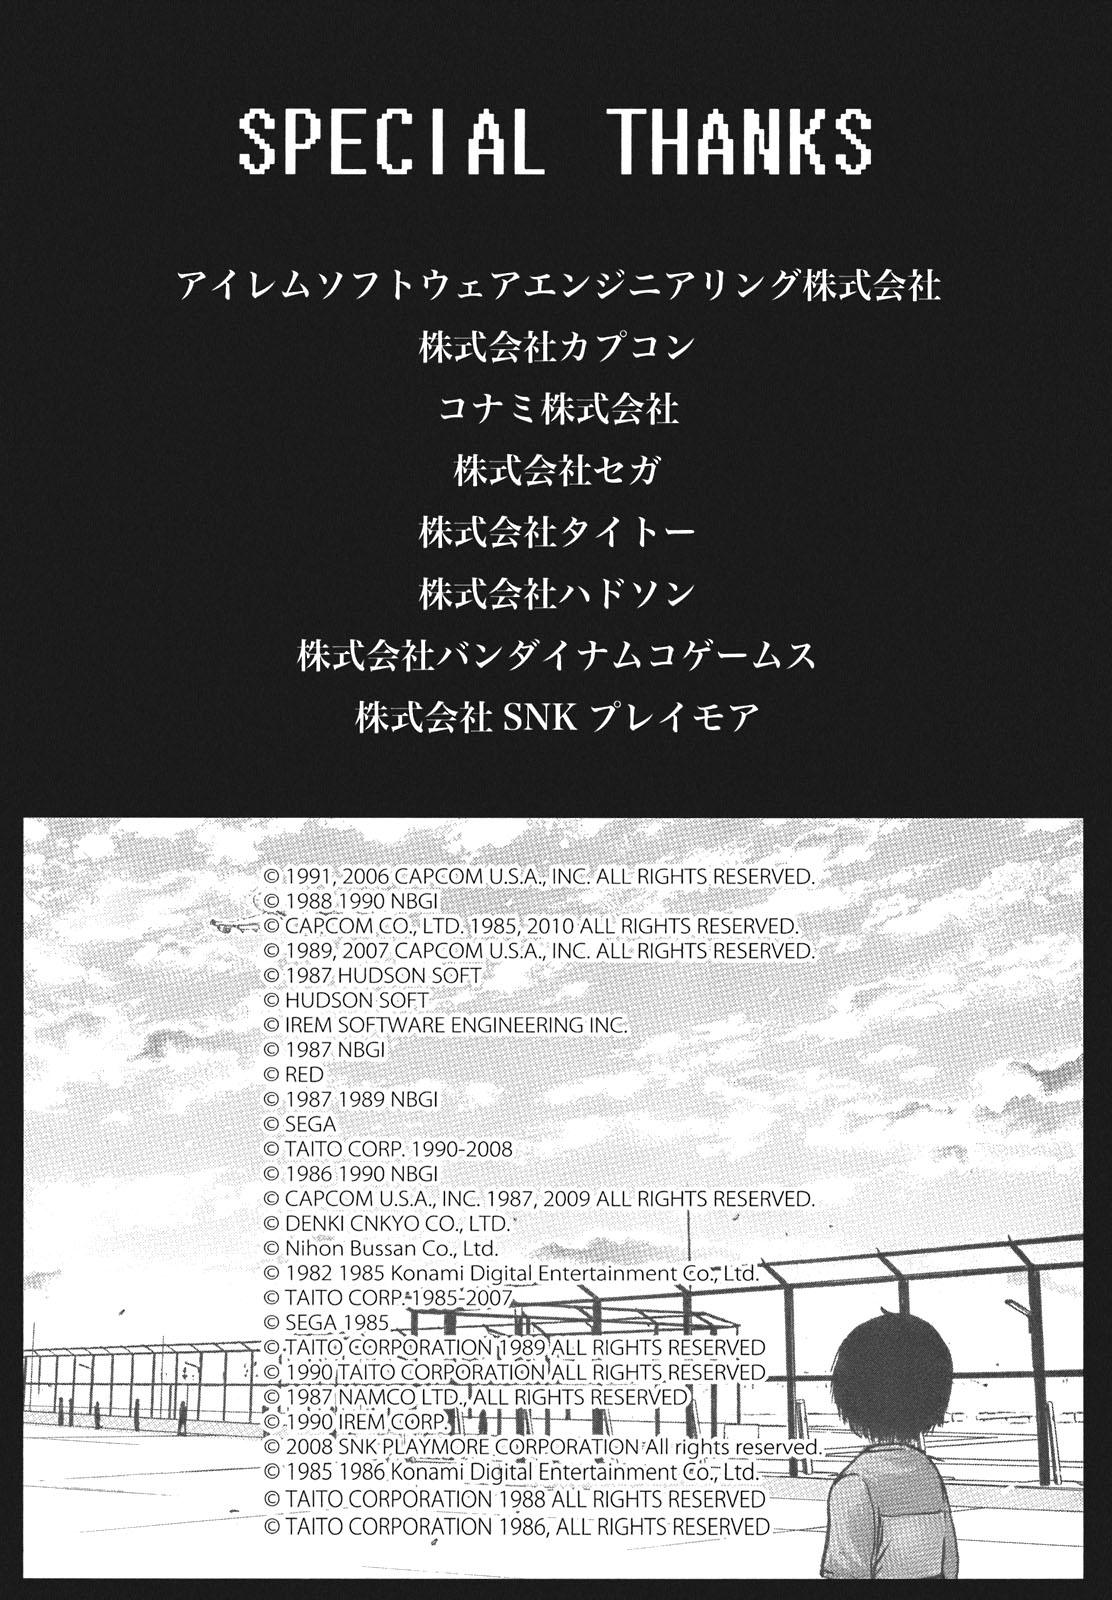 SPECIAL THANKS
アイレムソフトウェアエンジニアリング株式会社
株式会社カプコン
コナミ株式会社
株式会社セガ
株式会社タイトー
株式会社ハドソン
株式会社バンダイナムコゲームス
株式会社 SNK プレイモア
© 1991, 2006 CAPCOM U.S.A., INC. ALL RIGHTS RESERVED.
© 1988 1990 NBGI
© CAPCOM CO., LTD. 1985, 2010 ALL RIGHTS RESERVED.
© 1989, 2007 CAPCOM U.S.A., INC. ALL RIGHTS RESERVED.
© 1987 HUDSON SOFT
© HUDSON SOFT
© IREM SOFTWARE ENGINEERING INC.
© 1987 NBGI
© RED
© 1987 1989 NBGI
© SEGA
© TAITO CORP. 1990-2008
© 1986 1990 NBGI
© CAPCOM U.S.A., INC. 1987, 2009 ALL RIGHTS RESERVED.
© DENKI CNKYO CO., LTD.
© Nihon Bussan Co., Ltd.
© 1982 1985 Konami Digital Entertainment Co., Ltd.
© TAITO CORP. 1985-2007
© SEGA 1985
© TAITO CORPORATION 1989 ALL RIGHTS RESERVED
© 1990 TAITO CORPORATION ALL RIGHTS RESERVED
© 1987 NAMCO LTD., ALL RIGHTS RESERVED
© 1990 IREM CORP.
© 2008 SNK PLAYMORE CORPORATION All rights reserved.
© 1985 1986 Konami Digital Entertainment Co., Ltd.
© TAITO CORPORATION 1988 ALL RIGHTS RESERVED
© TAITO CORPORATION 1986, ALL RIGHTS RESERVED